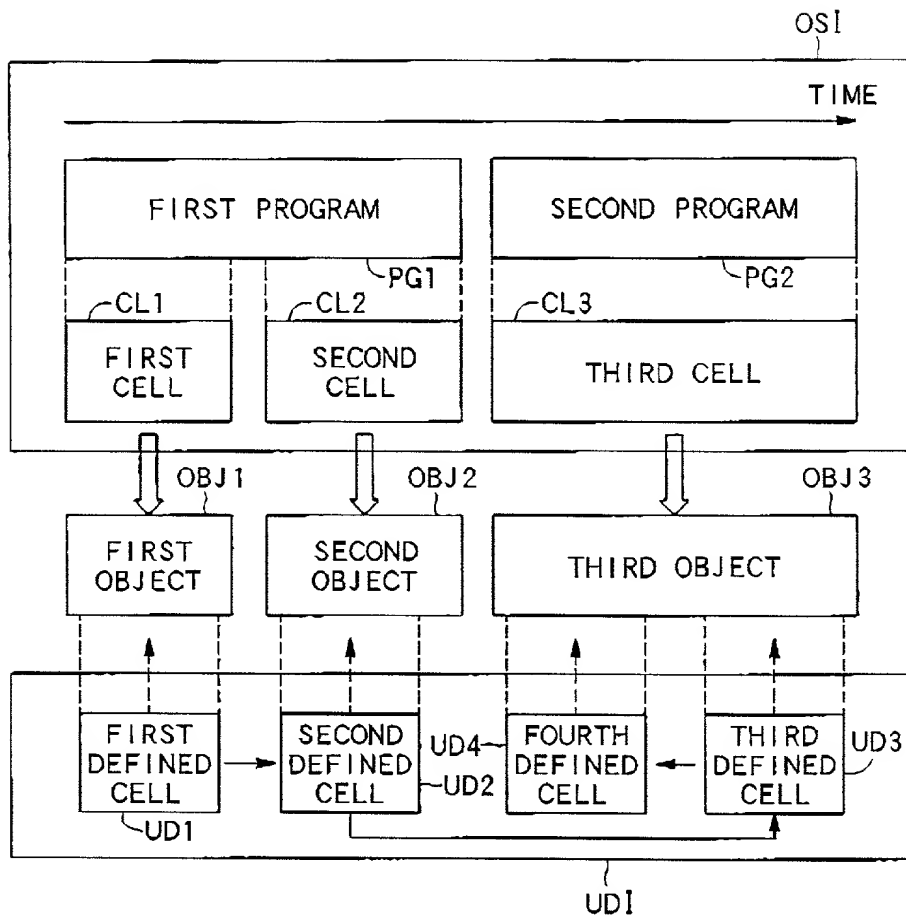 OSI
TIME
FIRST PROGRAM
SECOND PROGRAM
PG1
PG2
CL1
CL2
CL3
FIRST
CELL
SECOND
CELL
THIRD CELL
OBJ1
OBJ2
OBJ3
FIRST
OBJECT
SECOND
OBJECT
THIRD OBJECT
FIRST
DEFINED
CELL
SECOND
DEFINED
CELL
UD4
FOURTH
DEFINED
CELL
THIRD
DEFINED
CELL
UD3
UD2
UD1
UDI